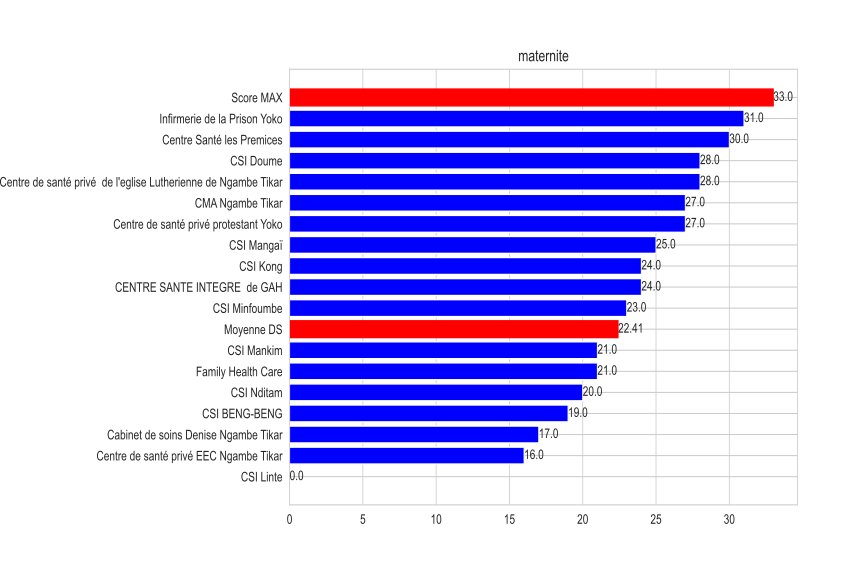 maternite
Score MAX 33.0
Infirmerie de la Prison Yoko 31.0
Centre Santé les Premices 30.0
CSI Doume 28.0
Centre de santé privé  de l'eglise Lutherienne de Ngambe Tikar 28.0
CMA Ngambe Tikar 27.0
Centre de santé privé protestant Yoko 27.0
CSI Mangaï 25.0
CSI Kong 24.0
CENTRE SANTE INTEGRE  de GAH 24.0
CSI Minfoumbe 23.0
Moyenne DS 22.41
CSI Mankim 21.0
Family Health Care 21.0
CSI Nditam 20.0
CSI BENG-BENG 19.0
Cabinet de soins Denise Ngambe Tikar 17.0
Centre de santé privé EEC Ngambe Tikar 16.0
CSI Linte 0.0
0 5 10 15 20 25 30